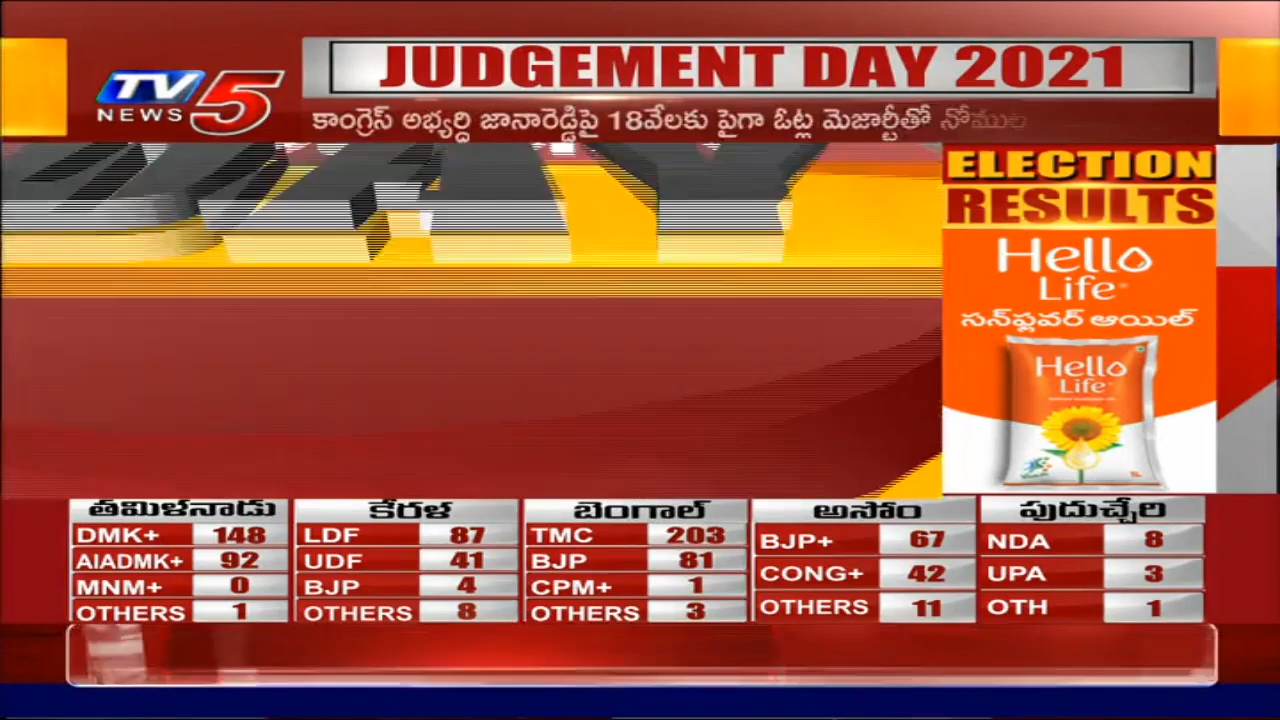 JUDGEMENT DAY 2021
TV5
NEWS
కాంగ్రెస్ అభ్యర్ది జానారెడ్డిపై 18వేలకు పైగా ఓట్ల మెజార్టీతో నోముల
ELECTION
RESULTS
Hello
Life
సన్‌ఫ్లవర్ ఆయిల్
Hello
Life
తమిళనాడు
DMK+ 148
AIADMK+ 92
MNM+ 0
OTHERS 1
కేరళ
LDF 87
UDF 41
BJP 4
OTHERS 8
బెంగాల్
TMC 203
BJP 81
CPM+ 1
OTHERS 3
అసోం
BJP+ 67
CONG+ 42
OTHERS 11
పుదుచ్చేరి
NDA 8
UPA 3
OTH 1